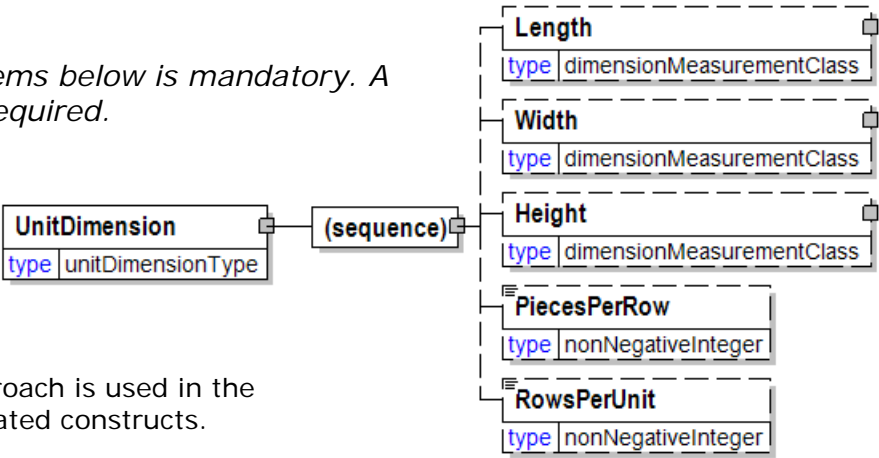 ems below is mandatory. A
equired.
UnitDimension
type unitDimensionType
(sequence)
Length
type dimensionMeasurementClass
Width
type dimensionMeasurementClass
Height
type dimensionMeasurementClass
PiecesPerRow
type nonNegativeInteger
RowsPerUnit
type nonNegativeInteger
roach is used in the
ated constructs.